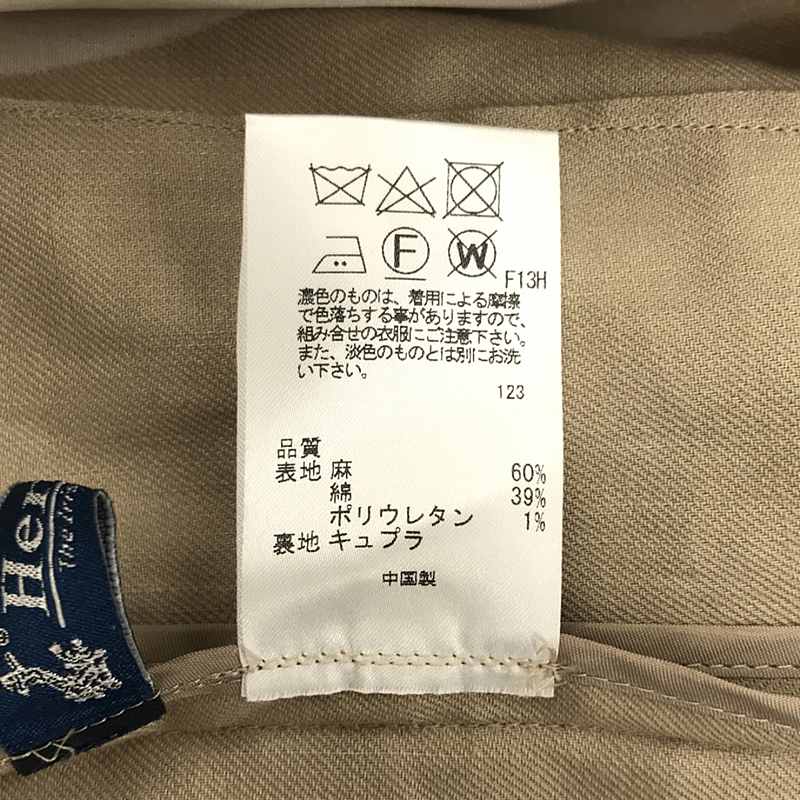 F
W
F13H
濃色のものは、着用による摩擦
で色落ちする事がありますので、
組み合せの衣服にご注意下さい。
また、淡色のものとは別にお洗
い下さい。
123
品質
表地 麻 60%
綿 39%
ポリウレタン 1%
裏地 キュプラ
中国製
Her
The
®